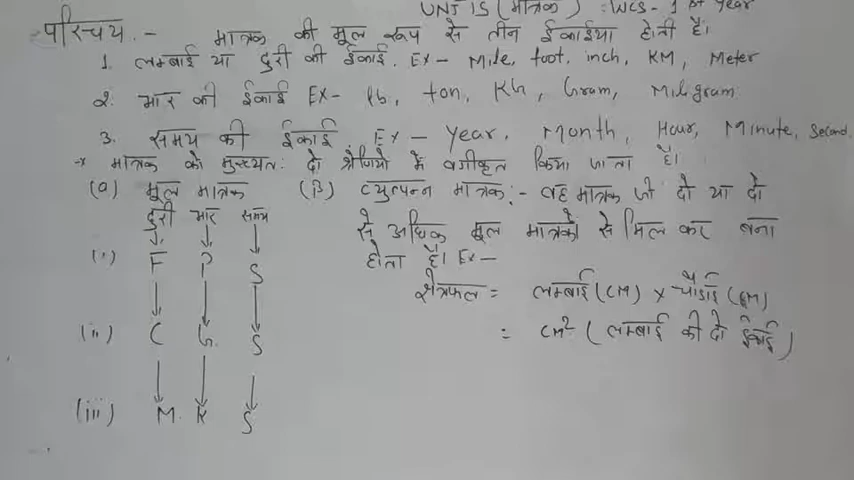 UNITS (मात्रक) : WCS - 1st Year
परिचय. - मात्रक की मूल रूप से तीन ईकाईया होती है।
1. लम्बाई या दुरी की ईकाई. Ex - Mile, foot, inch, KM, Meter
2. भार की ईकाई Ex - Lb, ton, KG, Gram, Miligram
3. समय की ईकाई Ex - Year, Month, Hour, Minute, Second
* मात्रक को मुख्यतः दो श्रेणियो में वर्गीकृत किया जाता है।
(a) मूल मात्रक (B) व्युत्पन्न मात्रक :- वह मात्रक जो दो या दो
दुरी भार समय से अधिक मूल मात्रको से मिल कर बना
(i) F P S होता है। Ex -
क्षेत्रफल = लम्बाई (CM) x चौडाई (CM)
(ii) C G. S = CM² ( लम्बाई की दो ईकाई )
(iii) M. K S